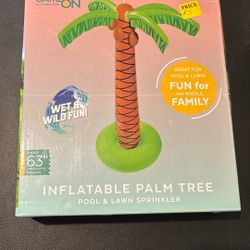 ON
PRICE
GREAT FOR
POOL & LAWN!
FUN for
the WHOLE
FAMILY
WET &
WILD FUN!
63"
INFLATABLE PALM TREE
POOL & LAWN SPRINKLER